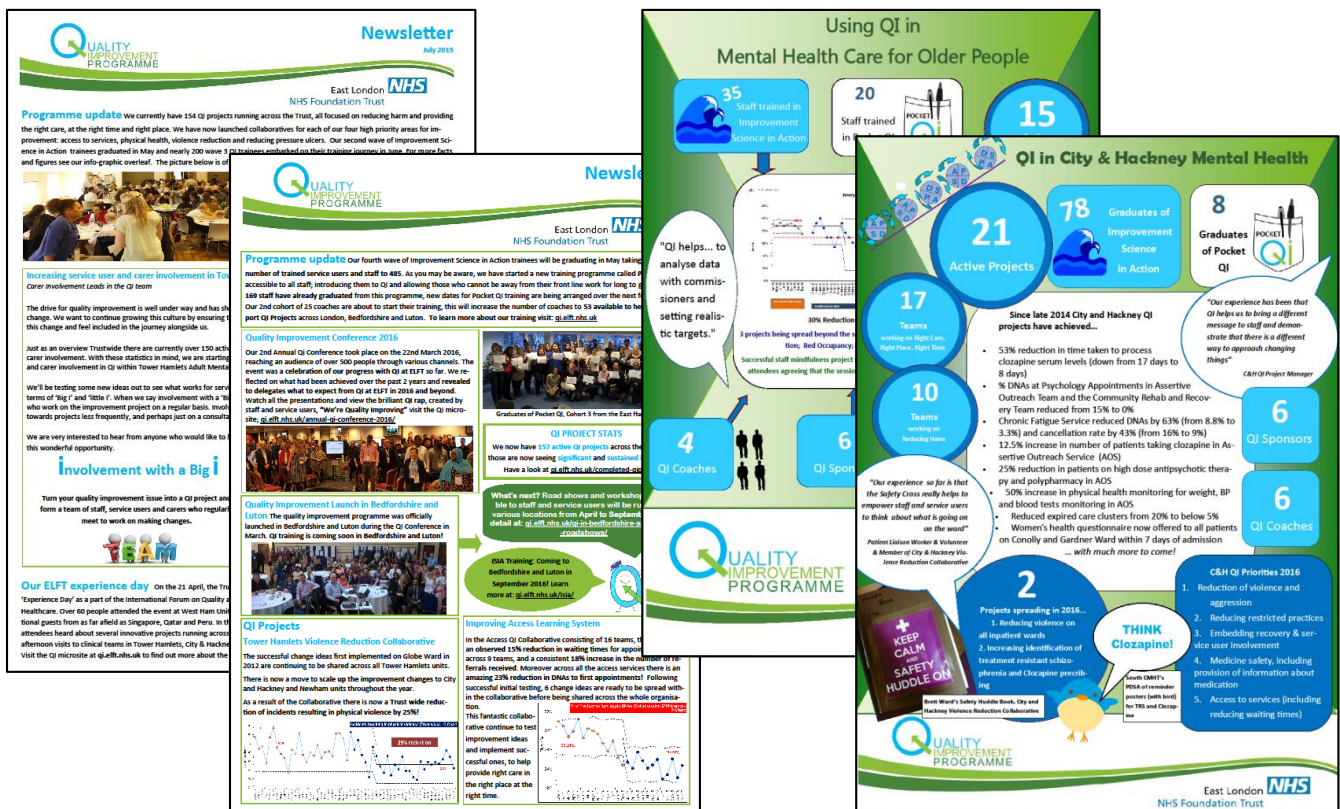 QUALITY
IMPROVEMENT
PROGRAMME
Newsletter
July 2015
East London NHS
NHS Foundation Trust
Programme update We currently have 154 QI projects running across the Trust, all focused on reducing harm and providing
the right care, at the right time and right place. We have now launched collaboratives for each of our four high priority areas for im-
provement: access to services, physical health, violence reduction and reducing pressure ulcers. Our second wave of Improvement Sci-
ence in Action trainees graduated in May and nearly 200 wave 3 QI trainees embarked on their training journey in June. For more facts
and figures see our info-graphic overleaf. The picture below is of
Increasing service user and carer involvement in Tow
Carer Involvement Leads in the QI team
The drive for quality improvement is well under way and has sh
change. We want to continue growing this culture by ensuring t
this change and feel included in the journey alongside us.
Just as an overview Trustwide there are currently over 150 activ
carer involvement. With these statistics in mind, we are starting
carer involvement in QI within Tower Hamlets Adult Mental
We'll be testing some new ideas out to see what works for servi
terms of 'Big I' and 'little i'. When we say involvement with a 'Bi
who work on the improvement project on a regular basis. Invol
towards projects less frequently, and perhaps just on a consulta
We are very interested to hear from anyone who would like to
this wonderful opportunity.
involvement with a Big i
Turn your quality improvement issue into a QI project and
form a team of staff, service users and carers who regular
meet to work on making changes.
TEAM
Our ELFT experience day On the 21 April, the Tru
'Experience Day' as a part of the International Forum on Quality a
Healthcare. Over 60 people attended the event at West Ham Unit
tional guests from as far afield as Singapore, Qatar and Peru. In th
attendees heard about several innovative projects running across
afternoon visits to clinical teams in Tower Hamlets, City & Hackne
Visit the QI microsite at qi.elft.nhs.uk to find out more about the
QUALITY
IMPROVEMENT
PROGRAMME
Newsle
East London NH
NHS Foundation Trust
Programme update Our fourth wave of Improvement Science in Action trainees will be graduating in May taking
number of trained service users and staff to 485. As you may be aware, we have started a new training programme called P
accessible to all staff; introducing them to QI and allowing those who cannot be away from their front line work for long to g
169 staff have already graduated from this programme, new dates for Pocket QI training are being arranged over the next f
Our 2nd cohort of 25 coaches are about to start their training, this will increase the number of coaches to 53 available to he
port QI Projects across London, Bedfordshire and Luton. To learn more about our training visit: qi.elft.nhs.uk
Quality Improvement Conference 2016
Our 2nd Annual Qi Conference took place on the 22nd March 2016,
reaching an audience of over 500 people through various channels. The
event was a celebration of our progress with QI at ELFT so far. We re-
flected on what had been achieved over the past 2 years and revealed
to delegates what to expect from QI at ELFT in 2016 and beyond.
Watch all the presentations and view the brilliant QI rap, created by
staff and service users, "We're Quality Improving" visit the QI micro-
site; qi.elft.nhs.uk/annual-qi-conference-2016/
Graduates of Pocket QI, Cohort 3 from the East Ha
QI PROJECT STATS
We now have 157 active QI projects across the
those are now seeing significant and sustained i
Have a look at qi.elft.nhs.uk/completed-qip
What's next? Road shows and workshop
ble to staff and service users will be ru
various locations from April to Septemb
detail at: qi.elft.nhs.uk/qi-in-bedfordshire-a
-roadshows/
Quality Improvement Launch in Bedfordshire and
Luton The quality improvement programme was officially
launched in Bedfordshire and Luton during the QI Conference in
March. QI training is coming soon in Bedfordshire and Luton!
ISIA Training: Coming to
Bedfordshire and Luton in
September 2016! Learn
more at: qi.elft.nhs.uk/isia/
QI Projects
Tower Hamlets Violence Reduction Collaborative
The successful change ideas first implemented on Globe Ward in
2012 are continuing to be shared across all Tower Hamlets units.
There is now a move to scale up the improvement changes to City
and Hackney and Newham units throughout the year.
As a result of the Collaborative there is now a Trust wide reduc-
tion of incidents resulting in physical violence by 25%!
25% reduction
Improving Access Learning System
In the Access QI Collaborative consisting of 16 teams, th
an observed 15% reduction in waiting times for appoin
across 9 teams, and a consistent 18% increase in the number of re-
ferrals received. Moreover across all the access services there is an
amazing 23% reduction in DNAs to first appointments! Following
successful initial testing, 6 change ideas are ready to be spread with-
in the collaborative before being shared across the whole organisa-
tion.
This fantastic collabo-
rative continue to test
improvement ideas
and implement suc-
cessful ones, to help
provide right care in
the right place at the
right time.
Using QI in
Mental Health Care for Older People
35
Staff trained in
Improvement
Science in Action
20
Staff trained
POCKET
QI
15
"QI helps... to
analyse data
with commis-
sioners and
setting realis-
tic targets."
30% Reduction
3 projects being spread beyond the s
tion; Bed Occupancy;
Successful staff mindfulness project
attendees agreeing that the sessio
4
QI Coaches
6
QI Spon
QUALITY
IMPROVEMENT
PROGRAMME
QI in City & Hackney Mental Health
21
Active Projects
78
Graduates of
Improvement
Science
in Action
8
Graduates
of Pocket
QI
POCKET
Qi
17
Teams
working on Right Care,
Right Place, Right Time
10
Teams
working on
Reducing Harm
Since late 2014 City and Hackney QI
projects have achieved...
• 53% reduction in time taken to process
clozapine serum levels (down from 17 days to
8 days)
• % DNAs at Psychology Appointments in Assertive
Outreach Team and the Community Rehab and Recov-
ery Team reduced from 15% to 0%
• Chronic Fatigue Service reduced DNAs by 63% (from 8.8% to
3.3%) and cancellation rate by 43% (from 16% to 9%)
• 12.5% increase in number of patients taking clozapine in As-
sertive Outreach Service (AOS)
• 25% reduction in patients on high dose antipsychotic thera-
py and polypharmacy in AOS
• 50% increase in physical health monitoring for weight, BP
and blood tests monitoring in AOS
• Reduced expired care clusters from 20% to below 5%
• Women's health questionnaire now offered to all patients
on Conolly and Gardner Ward within 7 days of admission
... with much more to come!
"Our experience has been that
QI helps us to bring a different
message to staff and demon-
strate that there is a different
way to approach changing
things"
C&H QI Project Manager
6
QI Sponsors
6
QI Coaches
"Our experience so far is that
the Safety Cross really helps to
empower staff and service users
to think about what is going on
on the ward"
Patient Liaison Worker & Volunteer
& Member of City & Hackney Vio-
lence Reduction Collaborative
2
Projects spreading in 2016...
1. Reducing violence on
all inpatient wards
2. Increasing identification of
treatment resistant schizo-
phrenia and Clozapine prescrib-
ing
KEEP
CALM
AND
SAFETY
HUDDLE ON
Brett Ward's Safety Huddle Book, City and
Hackney Violence Reduction Collaborative
THINK
Clozapine!
South CMHT's
PDSA of reminder
posters (with bird)
for TRS and Clozap-
ine
C&H QI Priorities 2016
1. Reduction of violence and
aggression
2. Reducing restricted practices
3. Embedding recovery & ser-
vice user involvement
4. Medicine safety, including
provision of information about
medication
5. Access to services (including
reducing waiting times)
QUALITY
IMPROVEMENT
PROGRAMME
East London NHS
NHS Foundation Trust